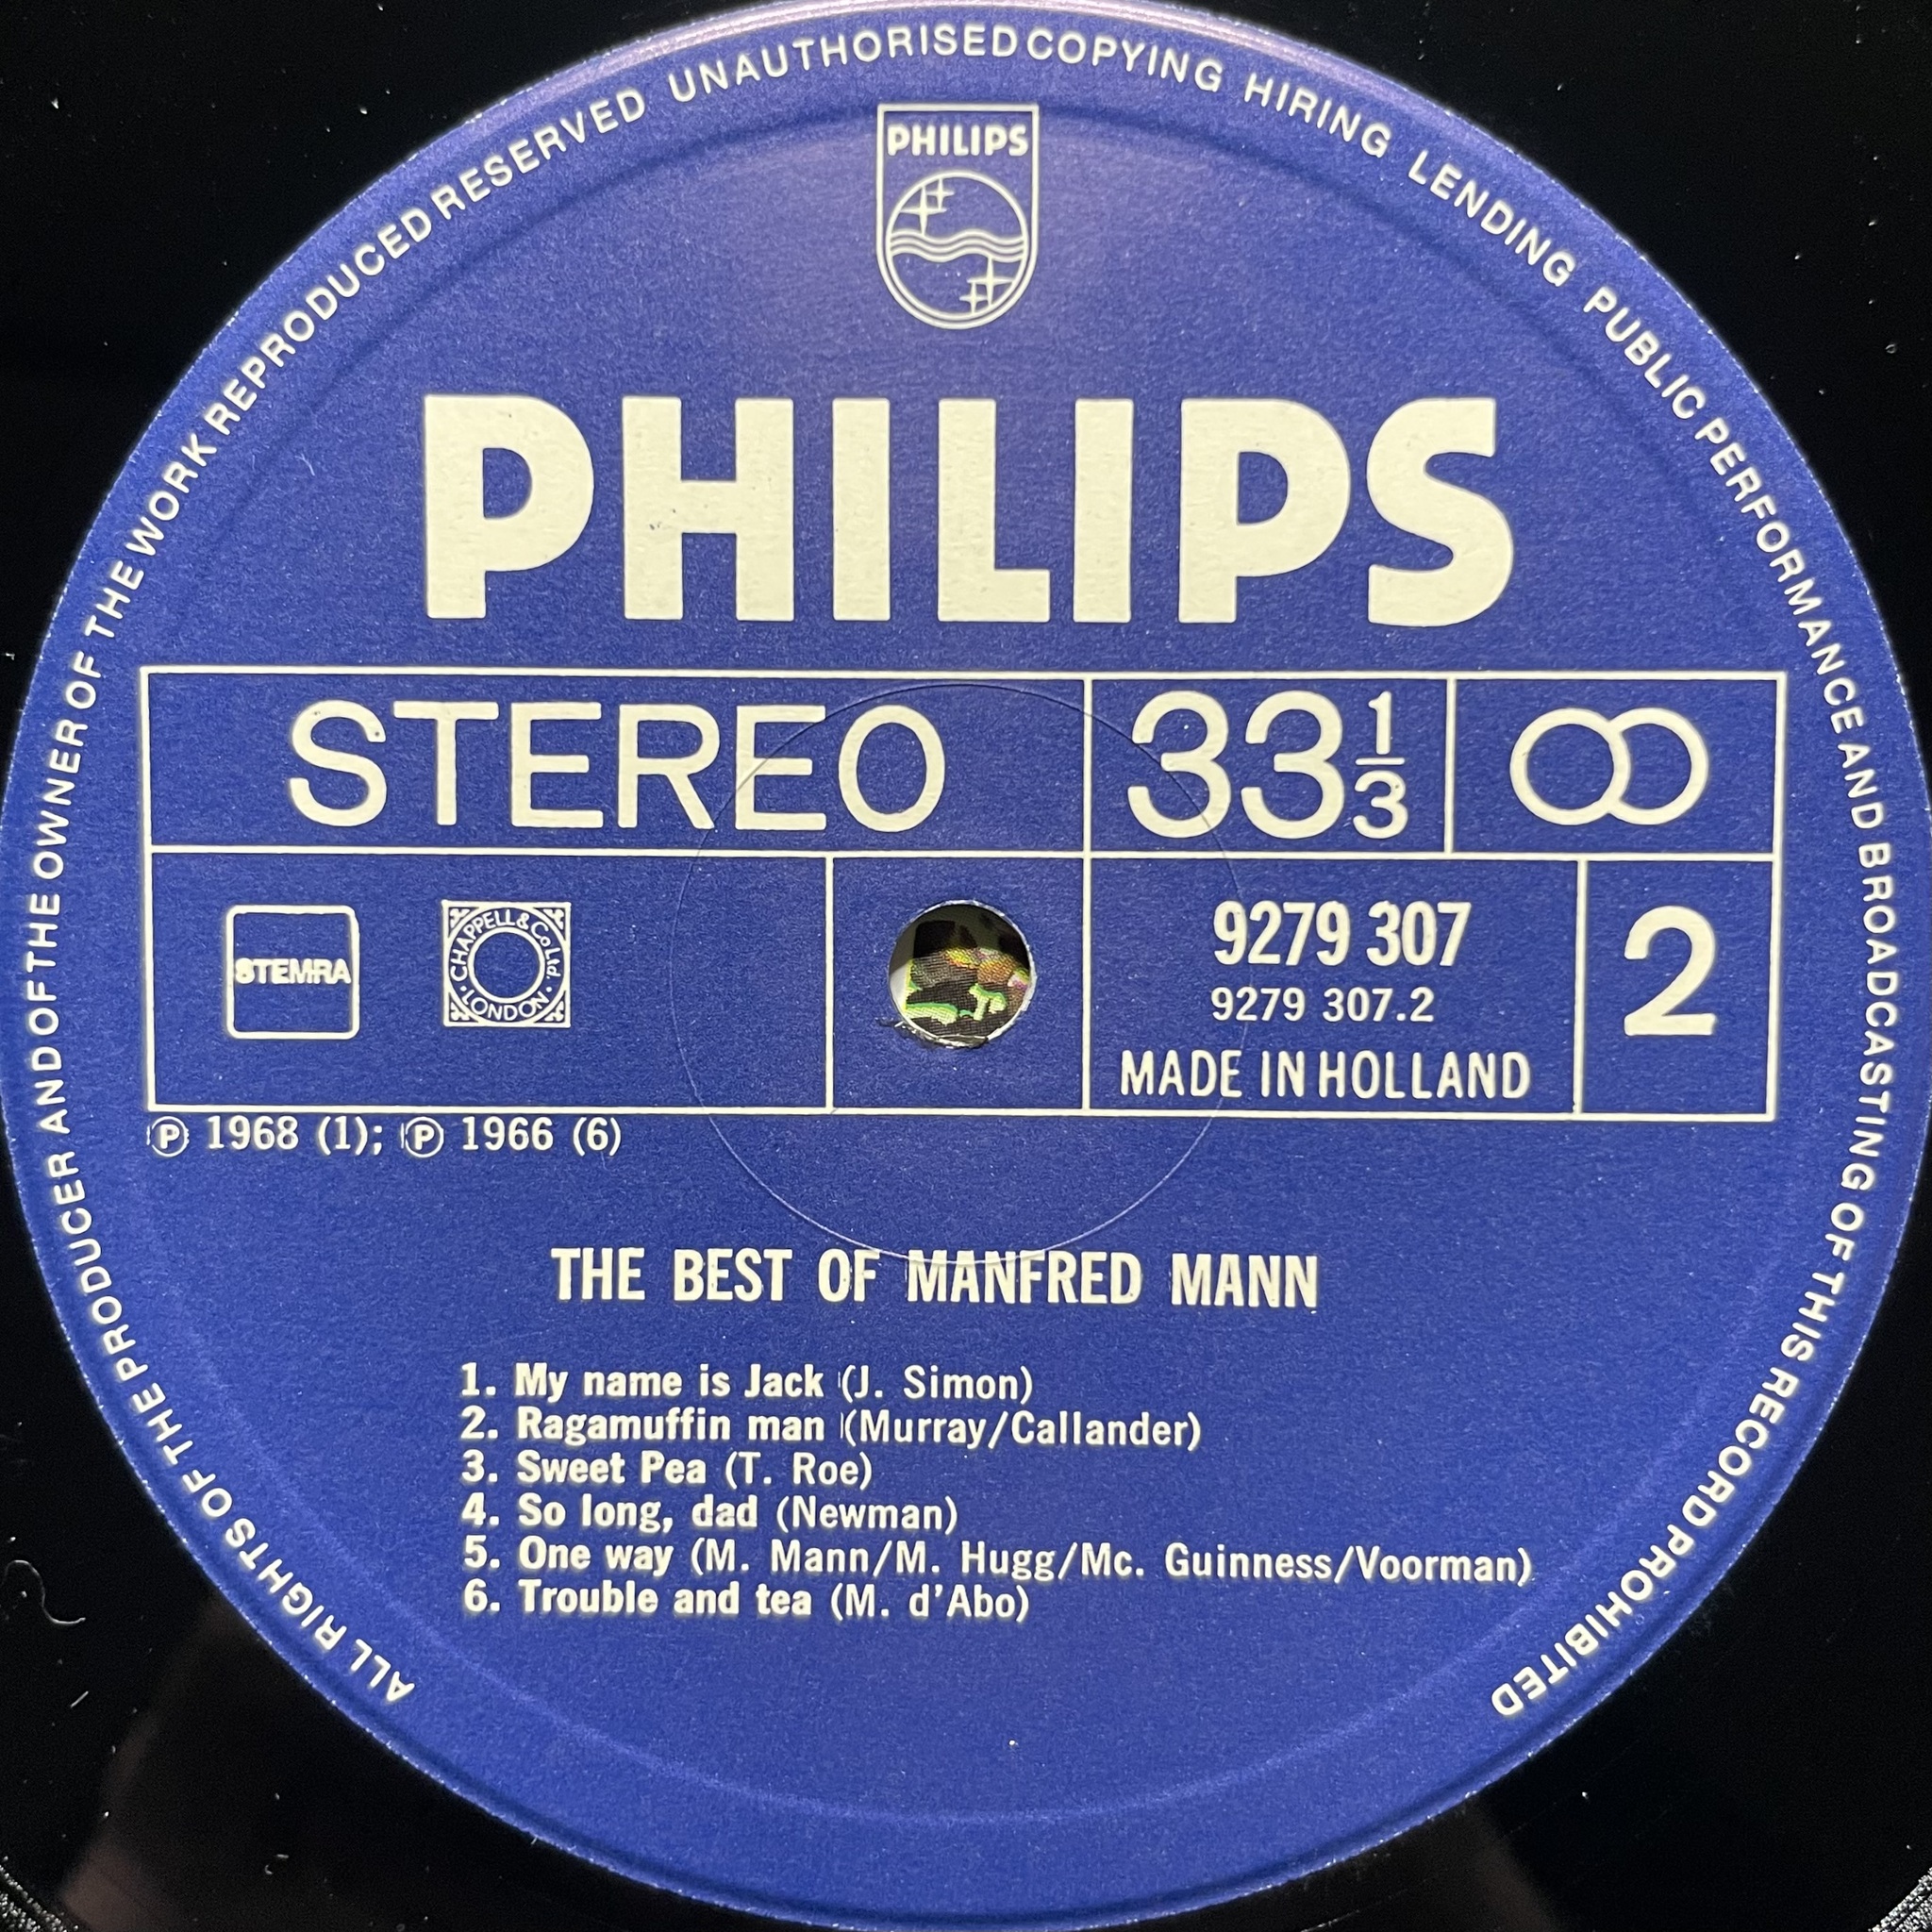 ALL RIGHTS OF THE PRODUCER AND OF THE OWNER OF THE WORK REPRODUCED RESERVED UNAUTHORISED COPYING HIRING LENDING PUBLIC PERFORMANCE AND BROADCASTING OF THIS RECORD PROHIBITED
PHILIPS
PHILIPS
STEREO 33 1/3
STEMRA
CHAPPELL & Co Ltd. · LONDON ·
9279 307
9279 307.2
MADE IN HOLLAND
2
Ⓟ 1968 (1); Ⓟ 1966 (6)
THE BEST OF MANFRED MANN
1. My name is Jack (J. Simon)
2. Ragamuffin man (Murray/Callander)
3. Sweet Pea (T. Roe)
4. So long, dad (Newman)
5. One way (M. Mann/M. Hugg/Mc. Guinness/Voorman)
6. Trouble and tea (M. d'Abo)